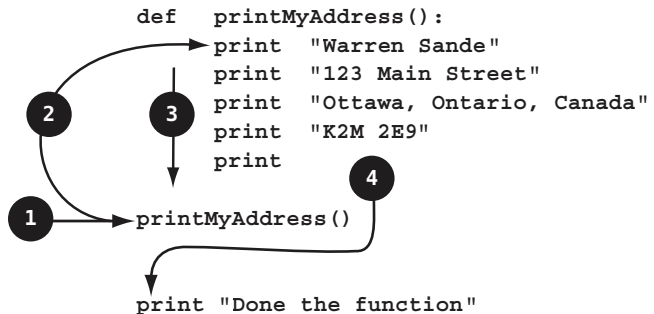 def printMyAddress():
print "Warren Sande"
print "123 Main Street"
print "Ottawa, Ontario, Canada"
print "K2M 2E9"
print
2
3
4
1
printMyAddress()
print "Done the function"